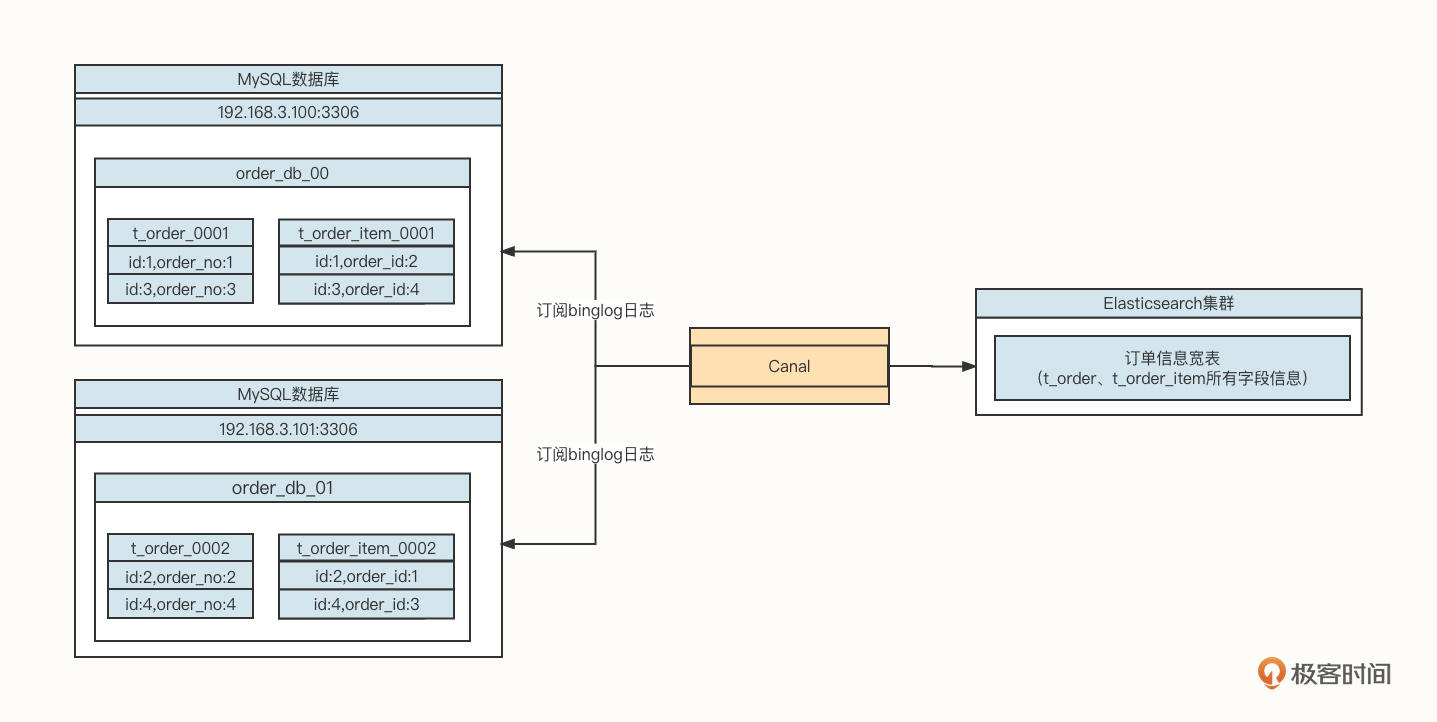 MySQL数据库
192.168.3.100:3306
order_db_00
t_order_0001
id:1,order_no:1
id:3,order_no:3
t_order_item_0001
id:1,order_id:2
id:3,order_id:4
MySQL数据库
192.168.3.101:3306
order_db_01
t_order_0002
id:2,order_no:2
id:4,order_no:4
t_order_item_0002
id:2,order_id:1
id:4,order_id:3
订阅binglog日志
订阅binglog日志
Canal
Elasticsearch集群
订单信息宽表
（t_order、t_order_item所有字段信息）
极客时间